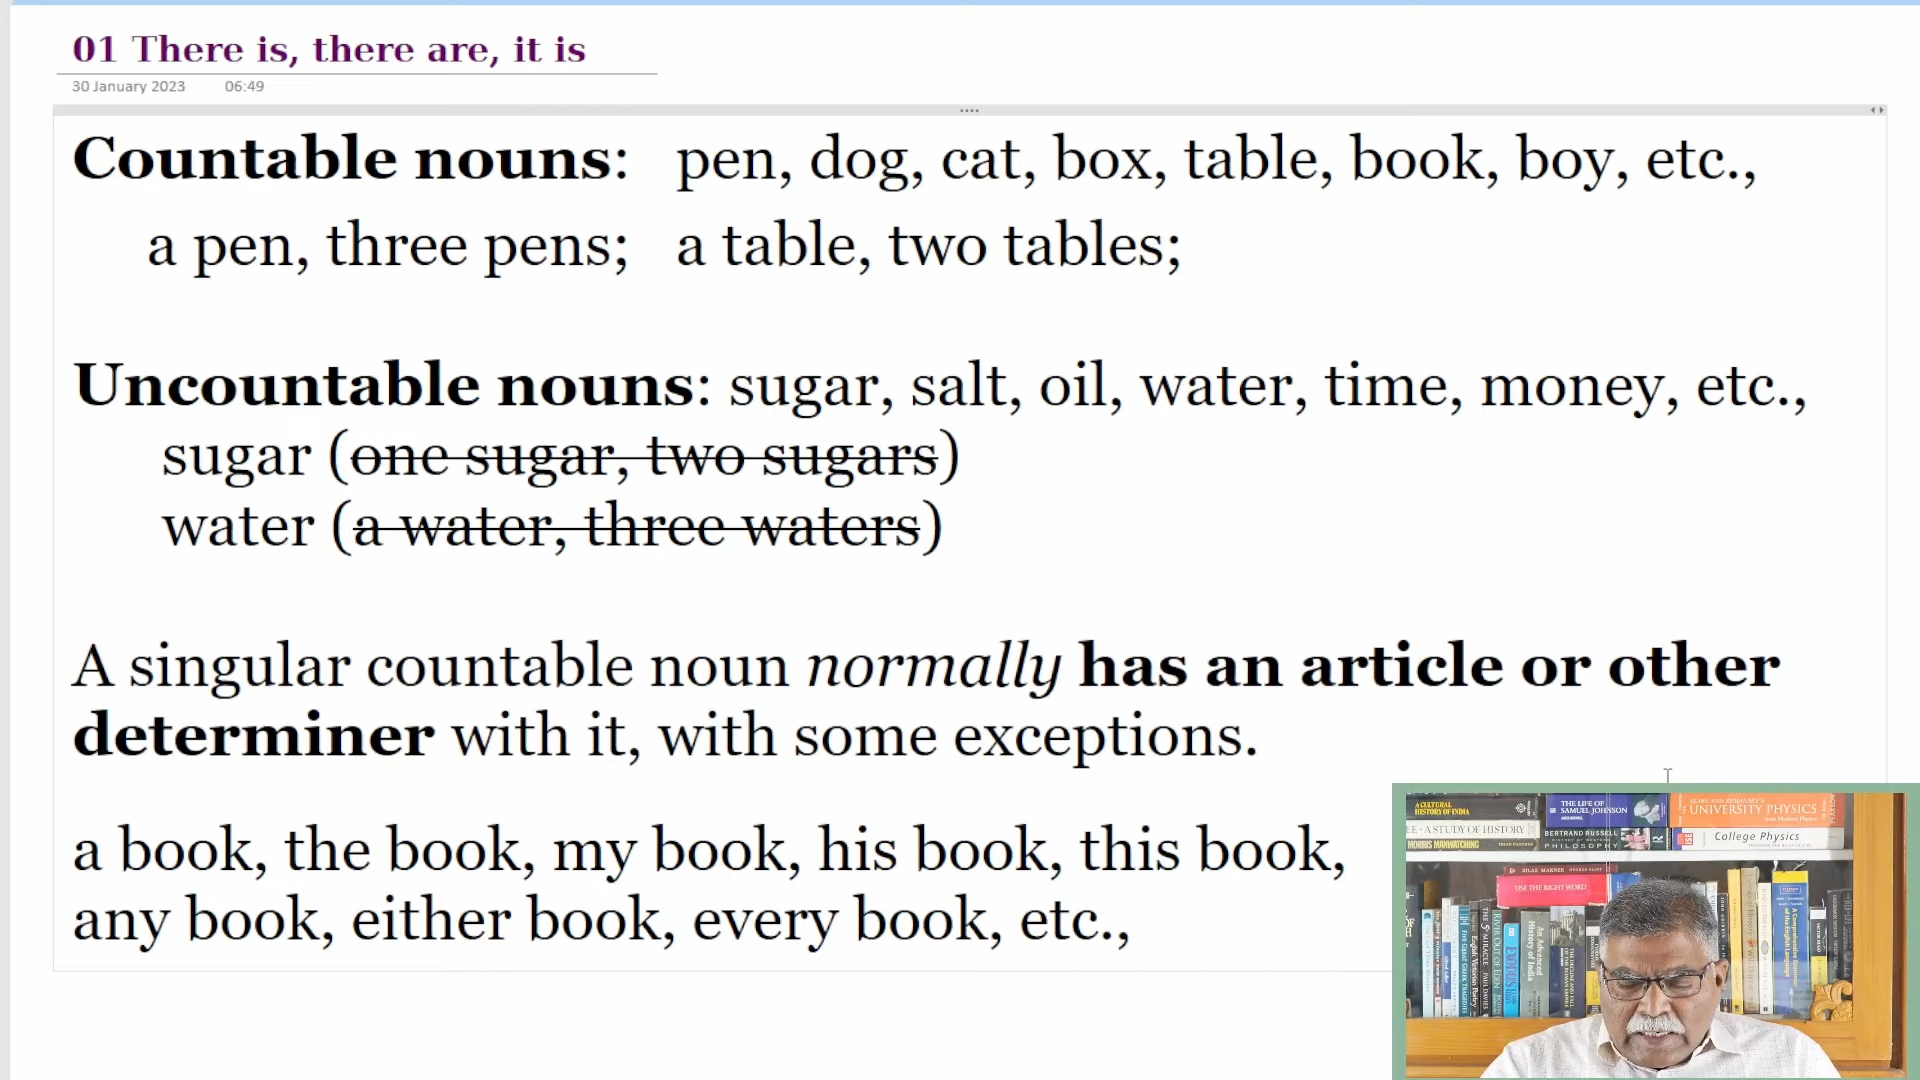 01 There is, there are, it is
30 January 2023 06:49
Countable nouns: pen, dog, cat, box, table, book, boy, etc.,
a pen, three pens; a table, two tables;
Uncountable nouns: sugar, salt, oil, water, time, money, etc.,
sugar (one sugar, two sugars)
water (a water, three waters)
A singular countable noun normally has an article or other
determiner with it, with some exceptions.
a book, the book, my book, his book, this book,
any book, either book, every book, etc.,
A CULTURAL
HISTORY OF INDIA
THE LIFE OF
SAMUEL JOHNSON
UNIVERSITY PHYSICS
A STUDY OF HISTORY
BERTRAND RUSSELL
PHILOSOPHY
College Physics
MORRIS MANWATCHING
SILAS MARNER GEORGE ELIOT
USE THE RIGHT WORD